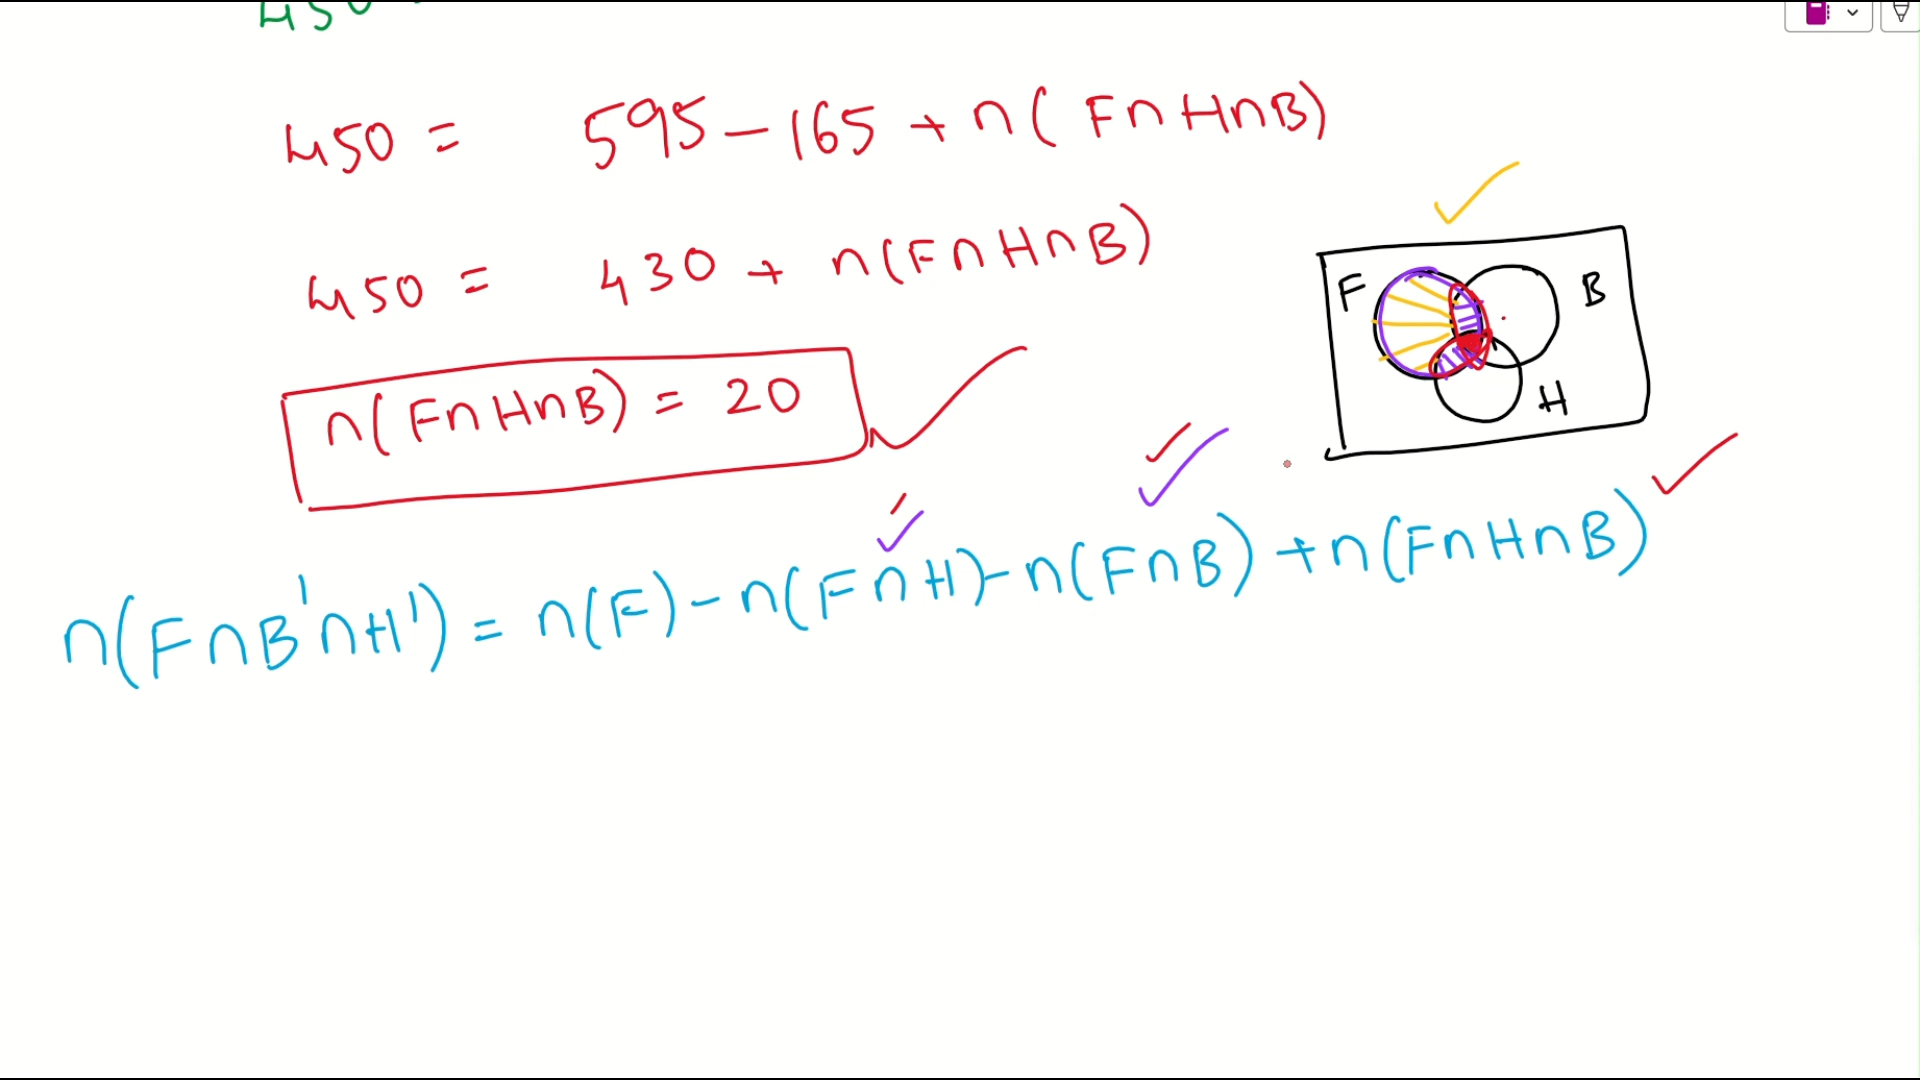 450 = 595 - 165 + n(F∩H∩B)
450 = 430 + n(F∩H∩B)
n(F∩H∩B) = 20
F
B
H
n(F∩B'∩H') = n(F) - n(F∩H) - n(F∩B) + n(F∩H∩B)